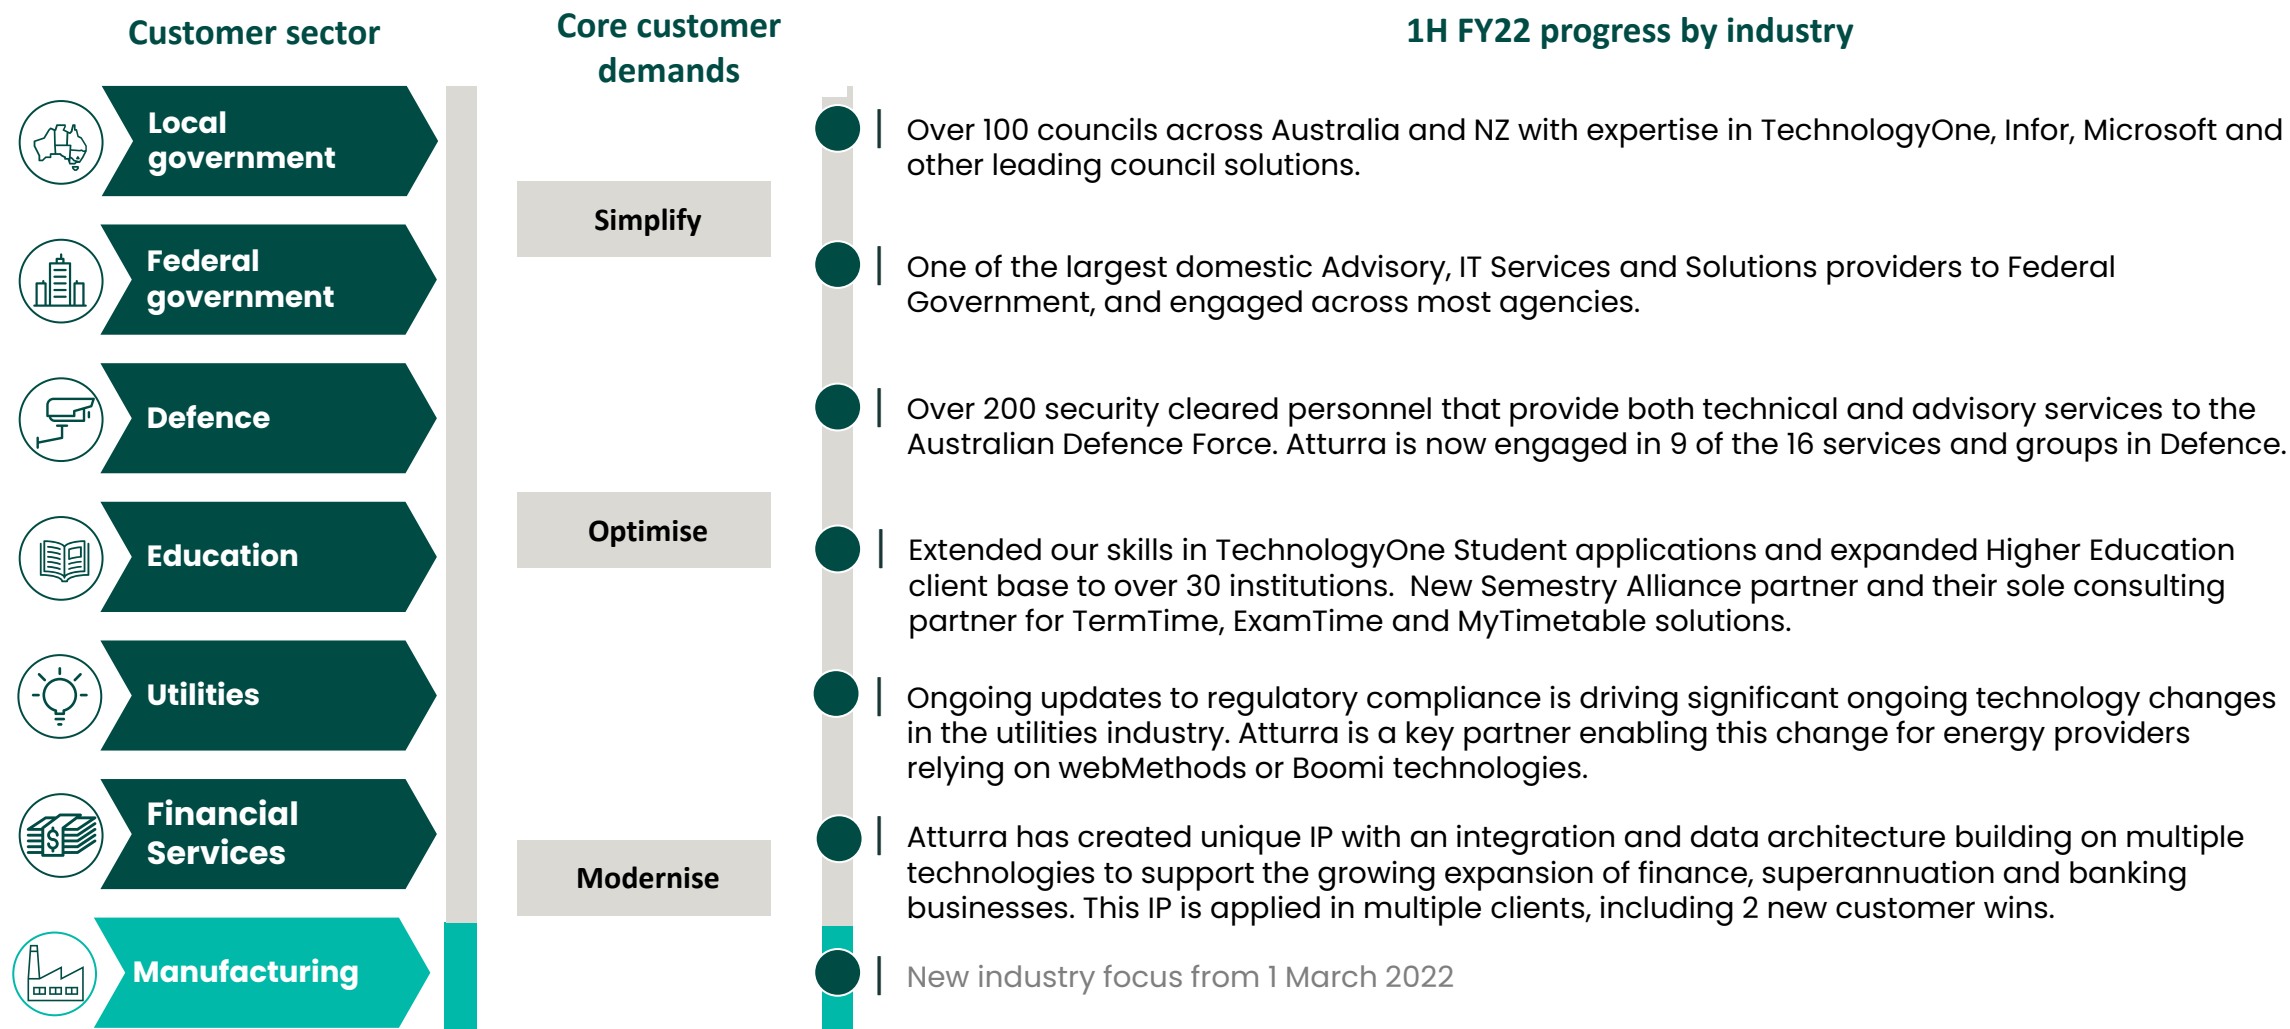 Customer sector
Core customer
demands
1H FY22 progress by industry
Local
government
Over 100 councils across Australia and NZ with expertise in TechnologyOne, Infor, Microsoft and
other leading council solutions.
Simplify
Federal
government
One of the largest domestic Advisory, IT Services and Solutions providers to Federal
Government, and engaged across most agencies.
Defence
Over 200 security cleared personnel that provide both technical and advisory services to the
Australian Defence Force. Atturra is now engaged in 9 of the 16 services and groups in Defence.
Optimise
Education
Extended our skills in TechnologyOne Student applications and expanded Higher Education
client base to over 30 institutions.  New Semestry Alliance partner and their sole consulting
partner for TermTime, ExamTime and MyTimetable solutions.
Utilities
Ongoing updates to regulatory compliance is driving significant ongoing technology changes
in the utilities industry. Atturra is a key partner enabling this change for energy providers
relying on webMethods or Boomi technologies.
Financial
Services
$
Atturra has created unique IP with an integration and data architecture building on multiple
technologies to support the growing expansion of finance, superannuation and banking
businesses. This IP is applied in multiple clients, including 2 new customer wins.
Modernise
Manufacturing
New industry focus from 1 March 2022